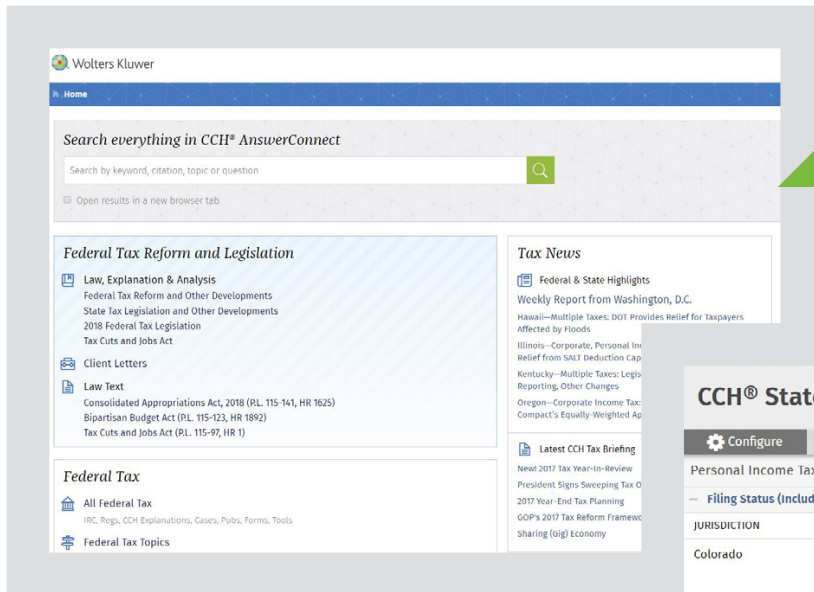 Wolters Kluwer
Home
Search everything in CCH® AnswerConnect
Search by keyword, citation, topic or question
Open results in a new browser tab
Federal Tax Reform and Legislation
Law, Explanation & Analysis
Federal Tax Reform and Other Developments
State Tax Legislation and Other Developments
2018 Federal Tax Legislation
Tax Cuts and Jobs Act
Client Letters
Law Text
Consolidated Appropriations Act, 2018 (P.L. 115-141, HR 1625)
Bipartisan Budget Act (P.L. 115-123, HR 1892)
Tax Cuts and Jobs Act (P.L. 115-97, HR 1)
Federal Tax
All Federal Tax
IRC, Regs, CCH Explanations, Cases, Pubs, Forms, Tools
Federal Tax Topics
Tax News
Federal & State Highlights
Weekly Report from Washington, D.C.
Hawaii—Multiple Taxes: DOT Provides Relief for Taxpayers
Affected by Floods
Illinois—Corporate, Personal In
Relief from SALT Deduction Cap
Kentucky—Multiple Taxes: Legis
Reporting, Other Changes
Oregon—Corporate Income Tax:
Compact's Equally-Weighted Ap
Latest CCH Tax Briefing
New! 2017 Tax Year-In-Review
President Signs Sweeping Tax O
2017 Year-End Tax Planning
GOP's 2017 Tax Reform Framewo
Sharing (Gig) Economy
CCH® Stat
Configure
Personal Income Tax
Filing Status (Includ
JURISDICTION
Colorado